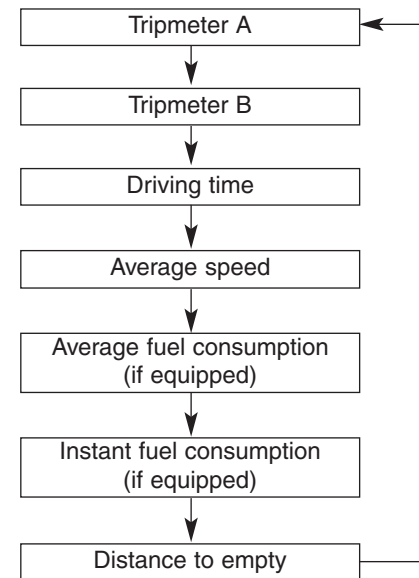 Tripmeter A
Tripmeter B
Driving time
Average speed
Average fuel consumption
(if equipped)
Instant fuel consumption
(if equipped)
Distance to empty